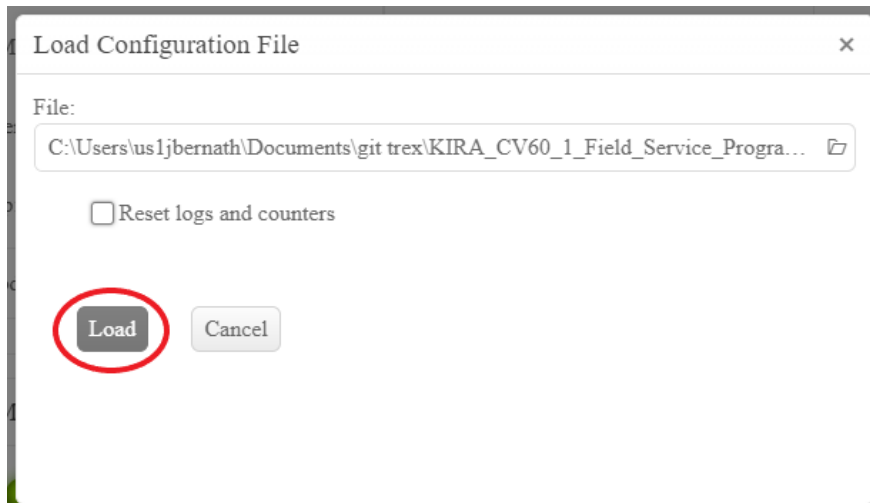 Load Configuration File
File:
C:\Users\us1jbernath\Documents\git trex\KIRA_CV60_1_Field_Service_Progra...
Reset logs and counters
Load
Cancel